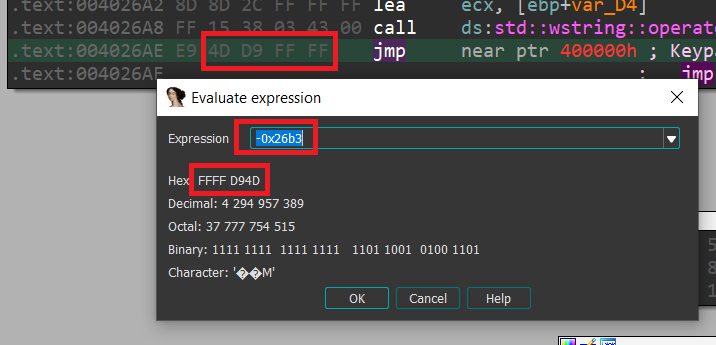 .text:004026A2 8D 8D 2C FF FF FF lea ecx, [ebp+var_D4]
.text:004026A8 FF 15 38 03 43 00 call ds:std::wstring::operato
.text:004026AE E9 4D D9 FF FF jmp near ptr 400000h ; Keypa
.text:004026AE ; jmp
Evaluate expression
Expression -0x26b3
Hex: FFFF D94D
Decimal: 4 294 957 389
Octal: 37 777 754 515
Binary: 1111 1111 1111 1111 1101 1001 0100 1101
Character: '��M'
OK Cancel Help
5
8
1